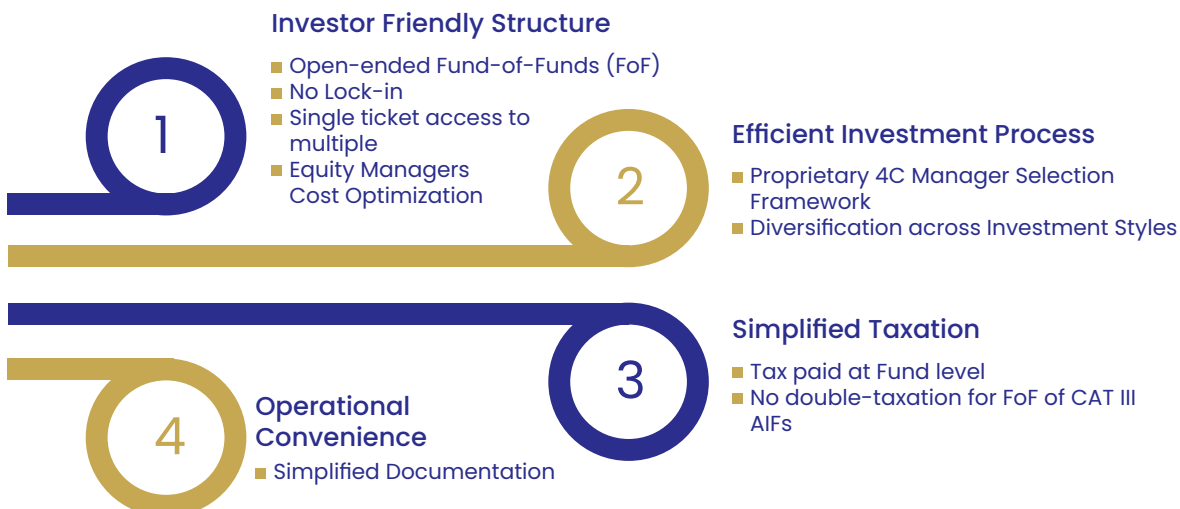 1
Investor Friendly Structure
Open-ended Fund-of-Funds (FoF)
No Lock-in
Single ticket access to
multiple
Equity Managers
Cost Optimization
2
Efficient Investment Process
Proprietary 4C Manager Selection
Framework
Diversification across Investment Styles
3
Simplified Taxation
Tax paid at Fund level
No double-taxation for FoF of CAT III
AIFs
4
Operational
Convenience
Simplified Documentation